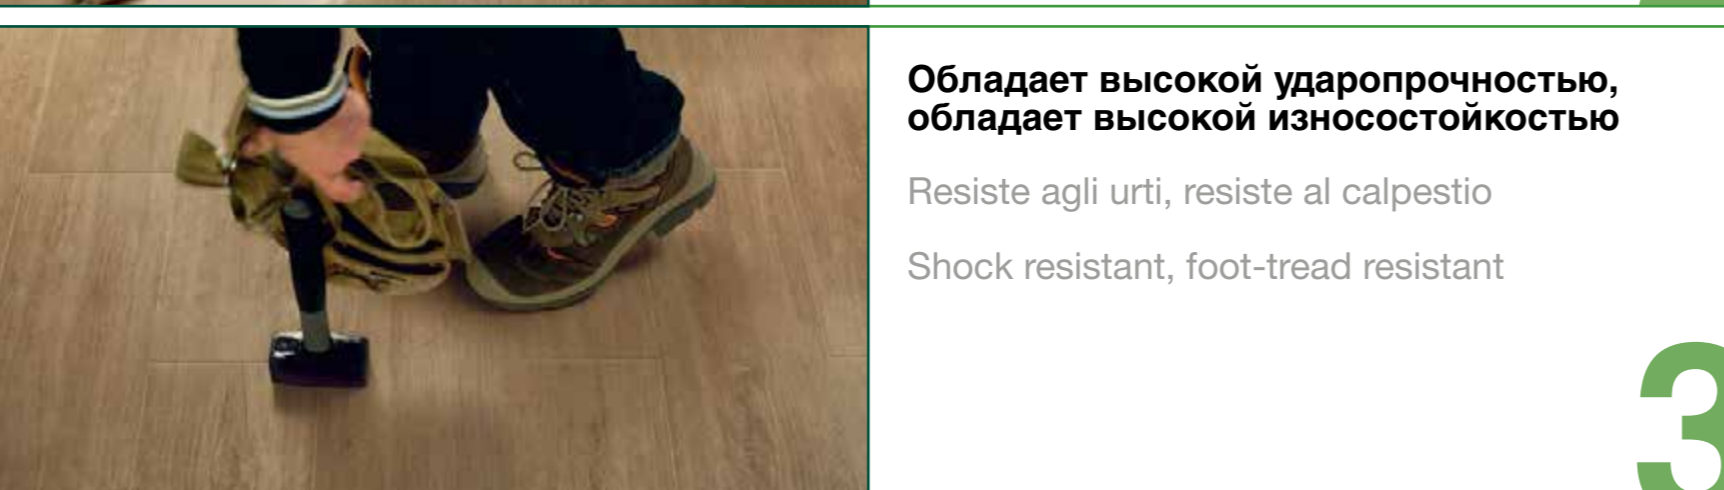 Обладает высокой ударопрочностью,
обладает высокой износостойкостью
Resiste agli urti, resiste al calpestio
Shock resistant, foot-tread resistant
3